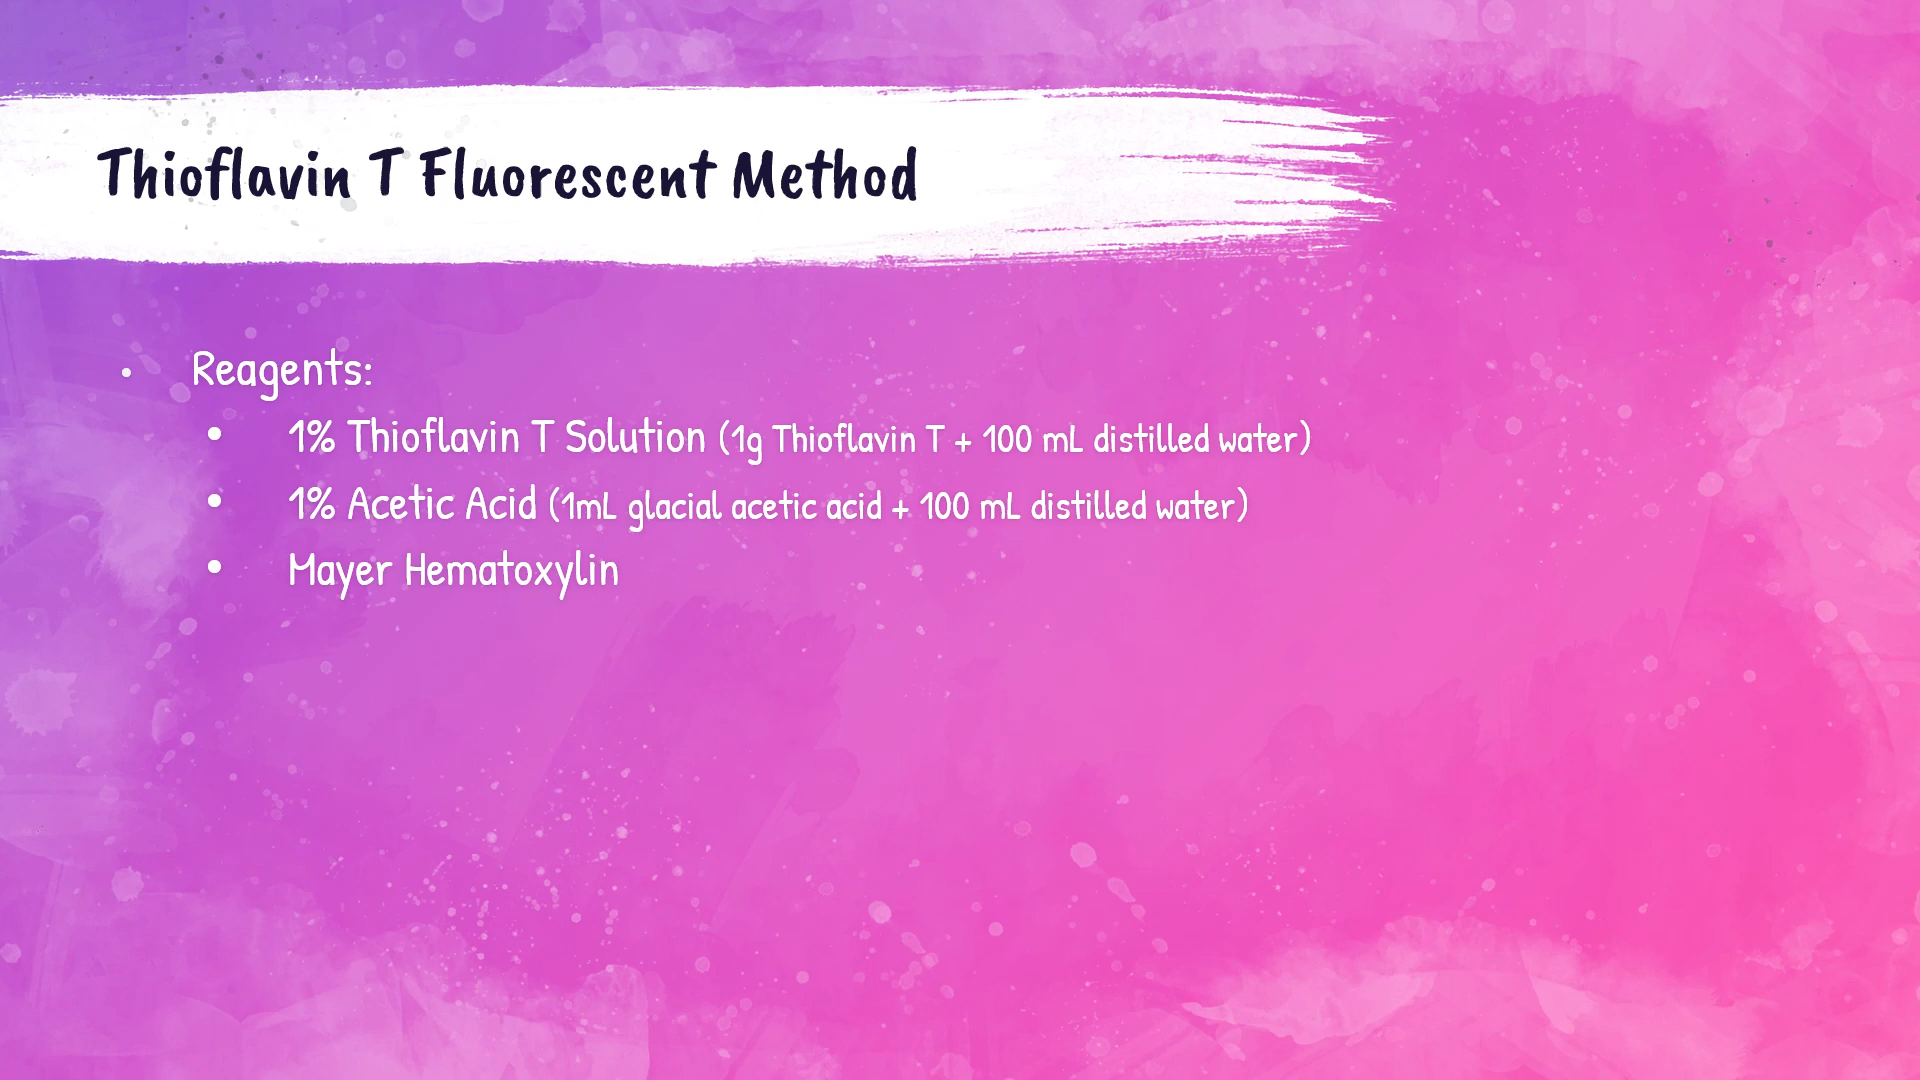 Thioflavin T Fluorescent Method
• Reagents:
• 1% Thioflavin T Solution (1g Thioflavin T + 100 mL distilled water)
• 1% Acetic Acid (1mL glacial acetic acid + 100 mL distilled water)
• Mayer Hematoxylin